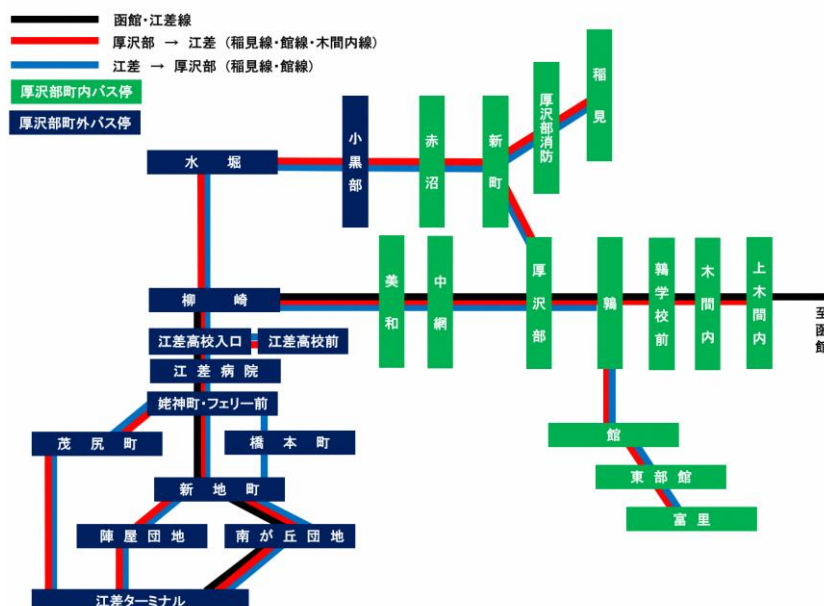 函館・江差線
厚沢部 → 江差（稲見線・館線・木間内線）
江差 → 厚沢部（稲見線・館線）
厚沢部町内バス停
厚沢部町外バス停
水堀
小黒部
赤沼
新町
厚沢部消防
稲見
柳崎
美和
中網
厚沢部
鶉
鶉学校前
木間内
上木間内
至函館
江差高校入口
江差高校前
江差病院
姥神町・フェリー前
茂尻町
橋本町
新地町
陣屋団地
南が丘団地
江差ターミナル
館
東部館
富里